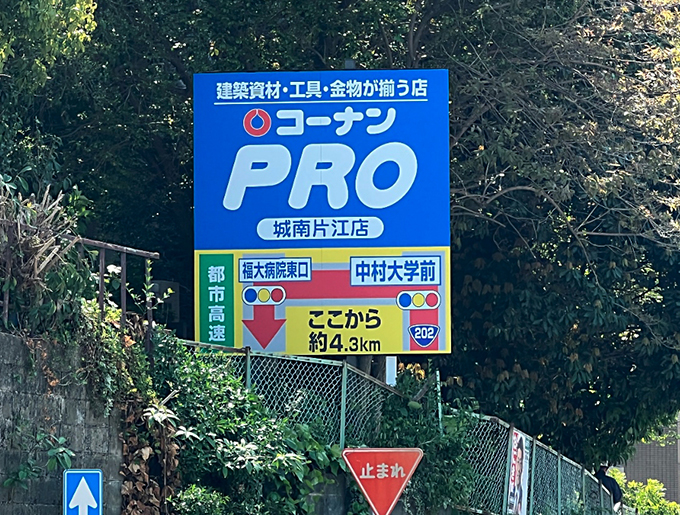 建築資材・工具・金物が揃う店
コーナン
PRO
城南片江店
都市高速
福大病院東口
中村大学前
ここから
約4.3km
202
止まれ